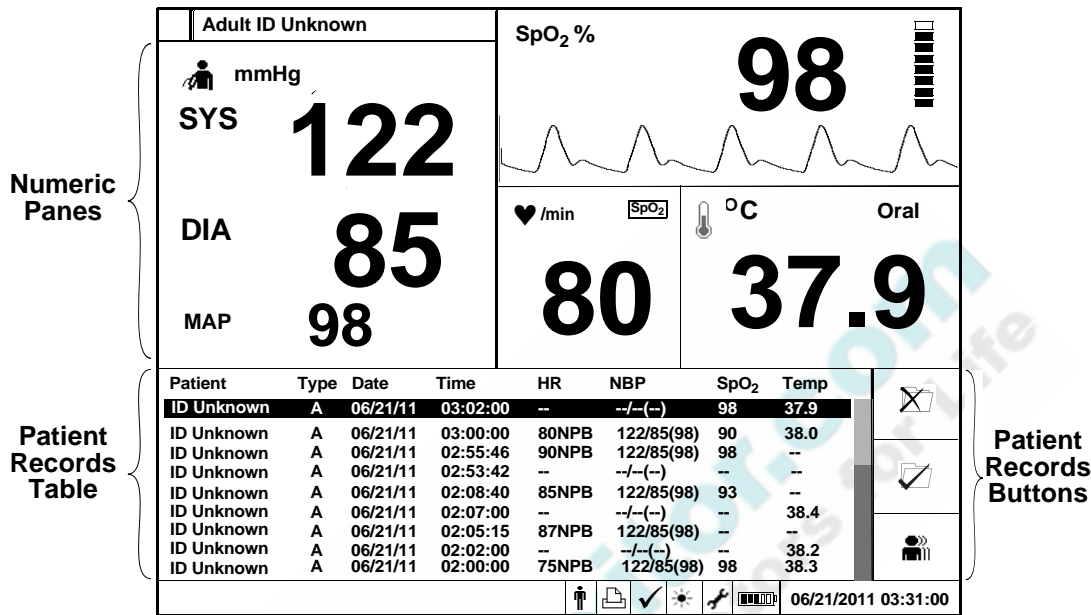 Adult ID Unknown
mmHg
SYS 122
DIA 85
MAP 98
SpO2 %
98
/min SpO2
80
°C Oral
37.9
Numeric
Panes
Patient Type Date Time HR NBP SpO2 Temp
ID Unknown A 06/21/11 03:02:00 -- --/--(--) 98 37.9
ID Unknown A 06/21/11 03:00:00 80NPB 122/85(98) 90 38.0
ID Unknown A 06/21/11 02:55:46 90NPB 122/85(98) 98 --
ID Unknown A 06/21/11 02:53:42 -- --/--(--) -- --
ID Unknown A 06/21/11 02:08:40 85NPB 122/85(98) 93 --
ID Unknown A 06/21/11 02:07:00 -- --/--(--) -- 38.4
ID Unknown A 06/21/11 02:05:15 87NPB 122/85(98) -- --
ID Unknown A 06/21/11 02:02:00 -- --/--(--) -- 38.2
ID Unknown A 06/21/11 02:00:00 75NPB 122/85(98) 98 38.3
Patient
Records
Table
Patient
Records
Buttons
06/21/2011 03:31:00